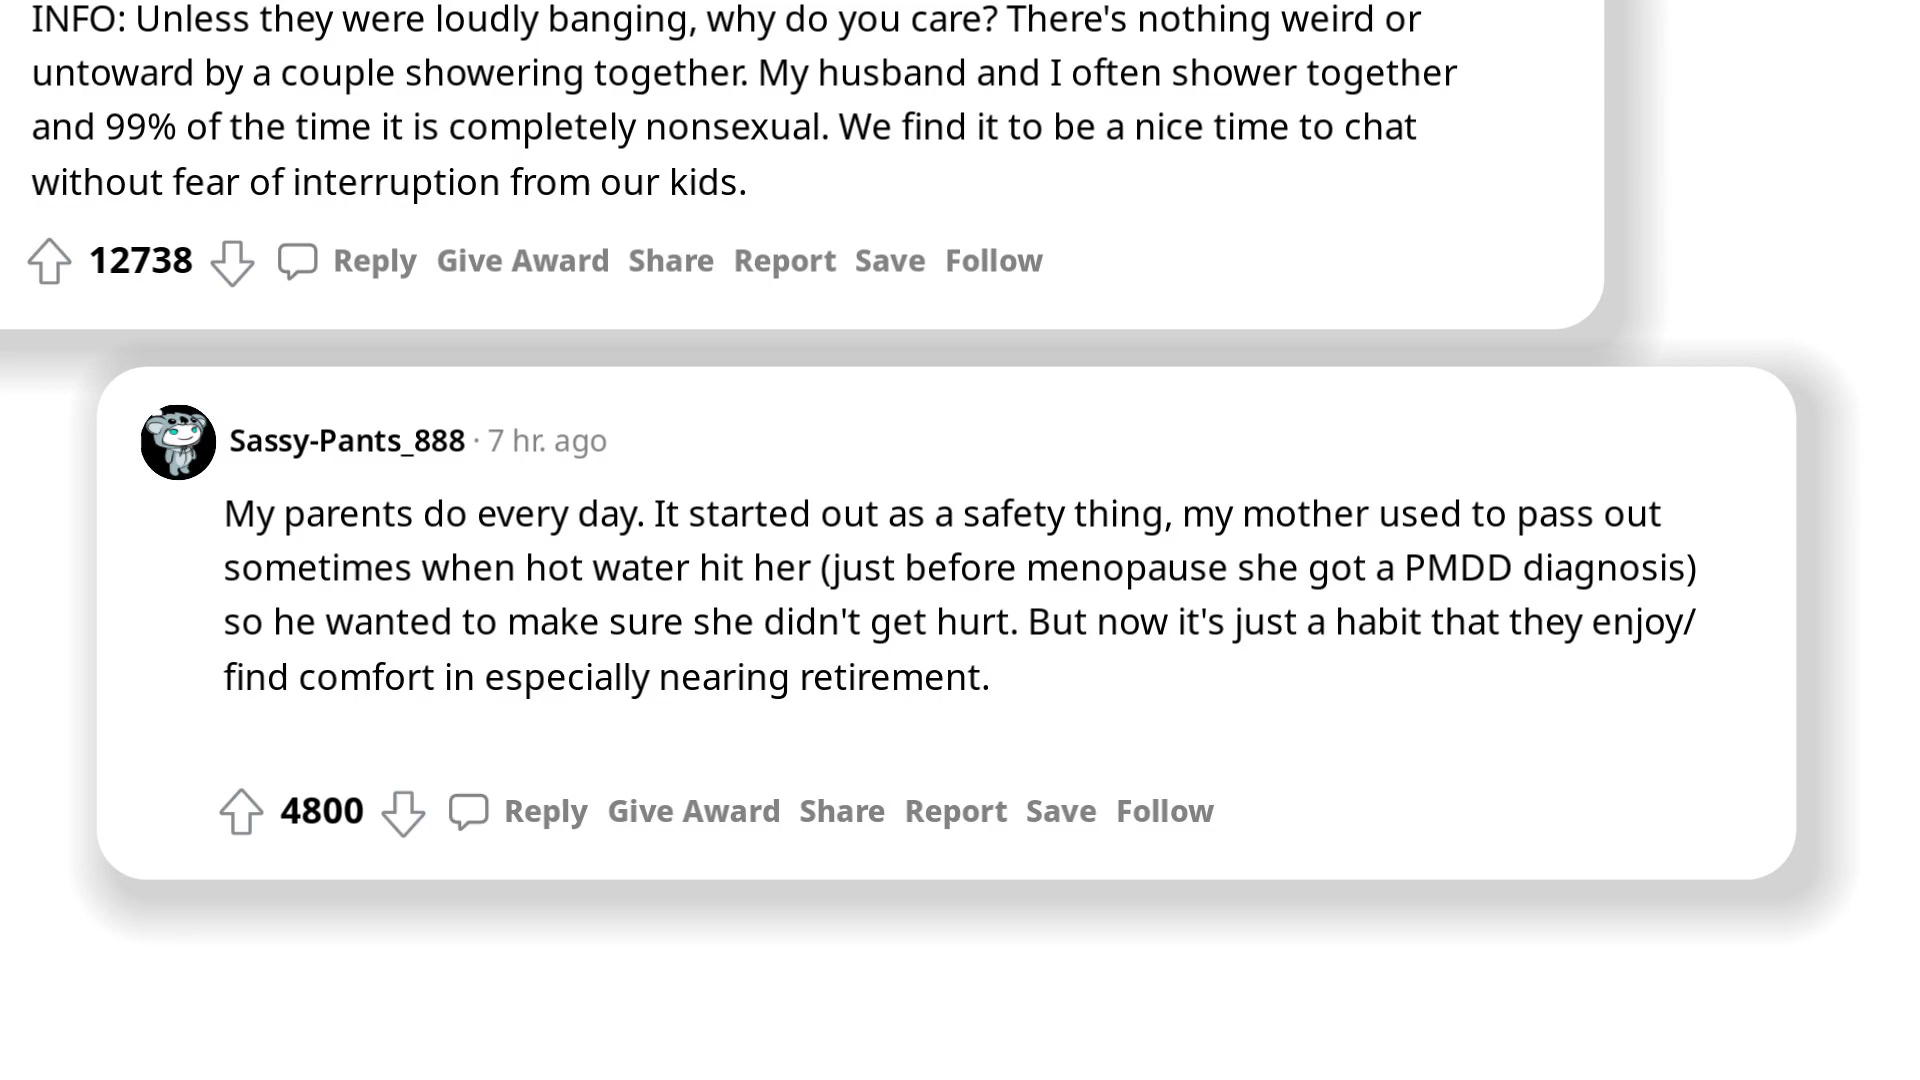 INFO: Unless they were loudly banging, why do you care? There's nothing weird or
untoward by a couple showering together. My husband and I often shower together
and 99% of the time it is completely nonsexual. We find it to be a nice time to chat
without fear of interruption from our kids.
12738 Reply Give Award Share Report Save Follow
Sassy-Pants_888 · 7 hr. ago
My parents do every day. It started out as a safety thing, my mother used to pass out
sometimes when hot water hit her (just before menopause she got a PMDD diagnosis)
so he wanted to make sure she didn't get hurt. But now it's just a habit that they enjoy/
find comfort in especially nearing retirement.
4800 Reply Give Award Share Report Save Follow